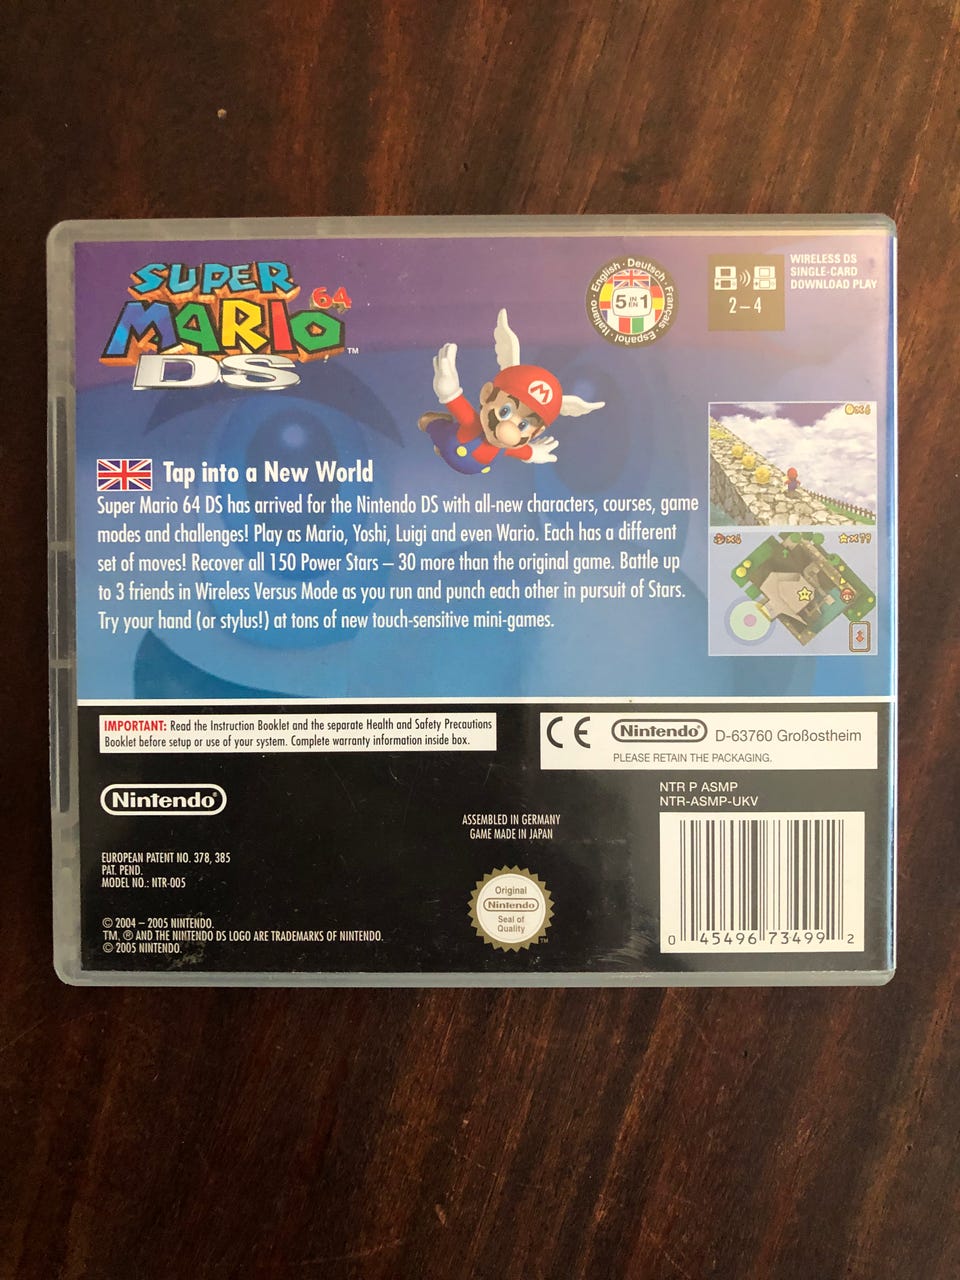 SUPER
MARIO 64
DS™
English · Deutsch · Français · Español · Italiano
5 IN EN 1
2 – 4
WIRELESS DS
SINGLE-CARD
DOWNLOAD PLAY
M
Tap into a New World
Super Mario 64 DS has arrived for the Nintendo DS with all-new characters, courses, game
modes and challenges! Play as Mario, Yoshi, Luigi and even Wario. Each has a different
set of moves! Recover all 150 Power Stars – 30 more than the original game. Battle up
to 3 friends in Wireless Versus Mode as you run and punch each other in pursuit of Stars.
Try your hand (or stylus!) at tons of new touch-sensitive mini-games.
IMPORTANT: Read the Instruction Booklet and the separate Health and Safety Precautions
Booklet before setup or use of your system. Complete warranty information inside box.
CE Nintendo® D-63760 Großostheim
PLEASE RETAIN THE PACKAGING.
Nintendo®
NTR P ASMP
NTR-ASMP-UKV
ASSEMBLED IN GERMANY
GAME MADE IN JAPAN
EUROPEAN PATENT NO. 378, 385
PAT. PEND.
MODEL NO.: NTR-005
Original
Nintendo
Seal of
Quality
™
© 2004 – 2005 NINTENDO.
TM, ® AND THE NINTENDO DS LOGO ARE TRADEMARKS OF NINTENDO.
© 2005 NINTENDO.
0 45496 73499 2